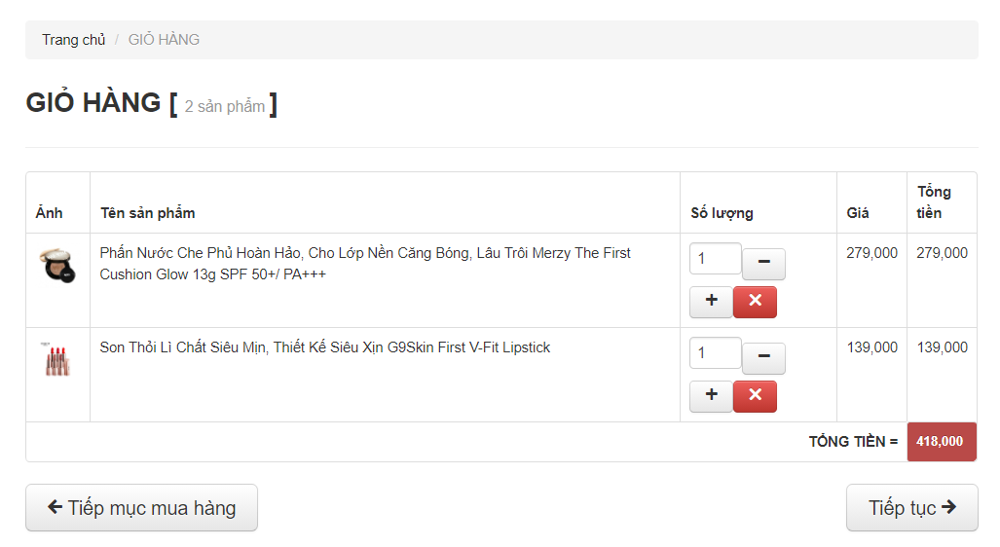 Trang chủ / GIỎ HÀNG
GIỎ HÀNG [ 2 sản phẩm ]
Ảnh Tên sản phẩm Số lượng Giá Tổng tiền
Phấn Nước Che Phủ Hoàn Hảo, Cho Lớp Nền Căng Bóng, Lâu Trôi Merzy The First
Cushion Glow 13g SPF 50+/ PA+++
1
279,000 279,000
Son Thỏi Lì Chất Siêu Mịn, Thiết Kế Siêu Xịn G9Skin First V-Fit Lipstick
1
139,000 139,000
TỔNG TIỀN = 418,000
Tiếp mục mua hàng
Tiếp tục